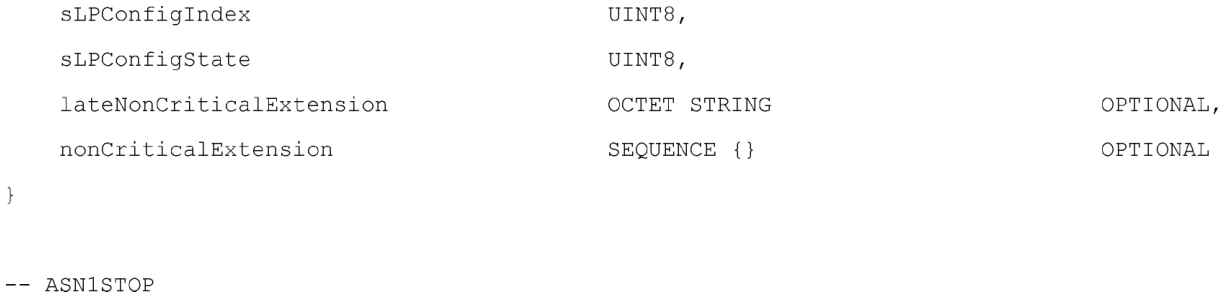 sLPConfigIndex UINT8,
sLPConfigState UINT8,
lateNonCriticalExtension OCTET STRING OPTIONAL,
nonCriticalExtension SEQUENCE {} OPTIONAL
}
-- ASN1STOP